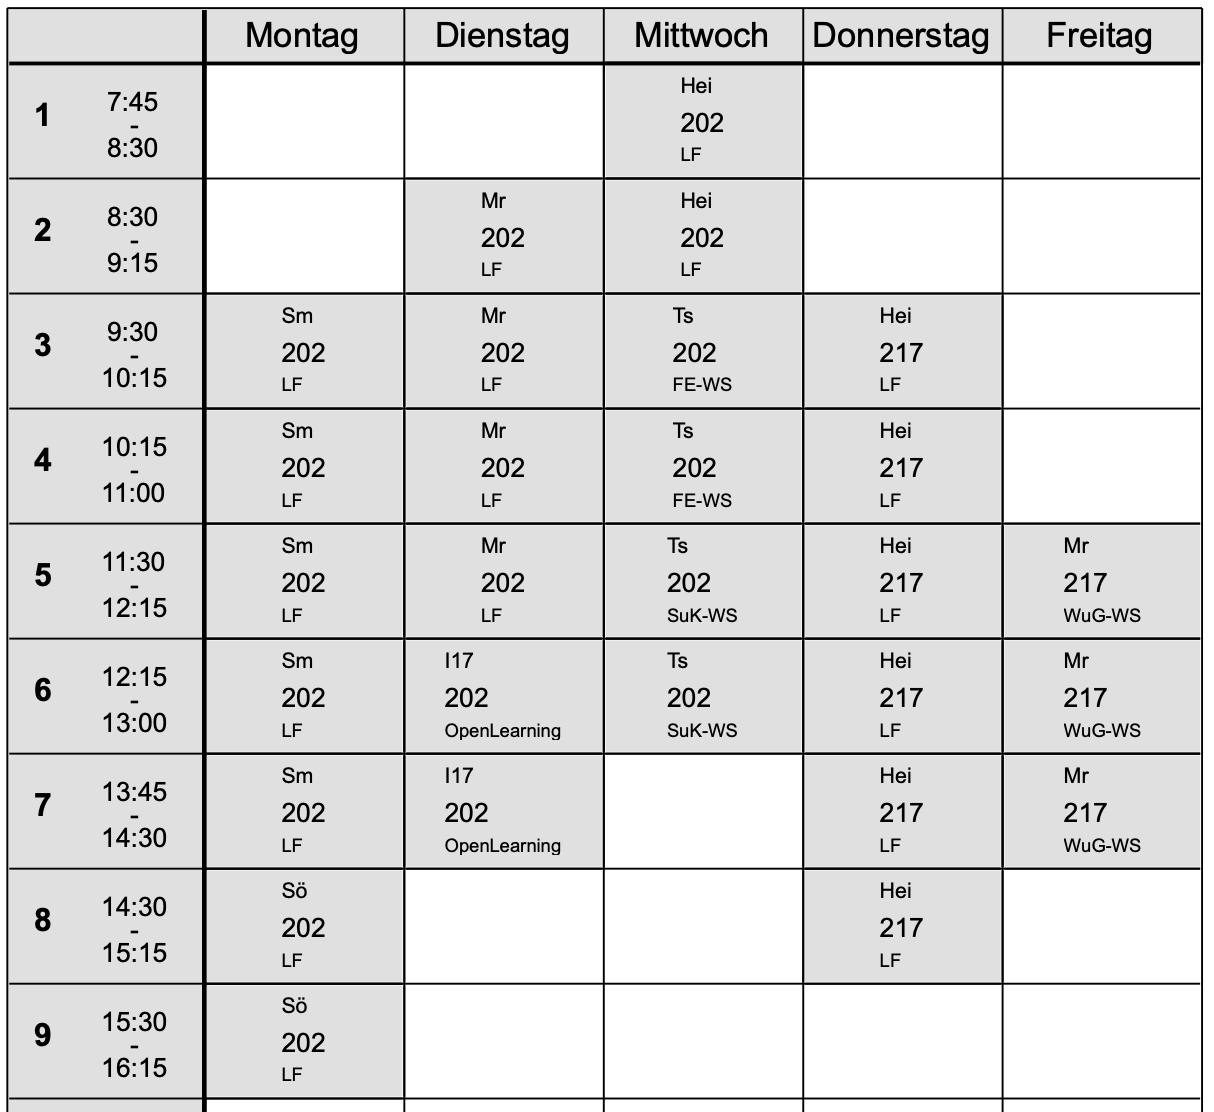 Montag Dienstag Mittwoch Donnerstag Freitag
1
7:45
-
8:30
Hei
202
LF
2
8:30
-
9:15
Mr
202
LF
Hei
202
LF
3
9:30
-
10:15
Sm
202
LF
Mr
202
LF
Ts
202
FE-WS
Hei
217
LF
4
10:15
-
11:00
Sm
202
LF
Mr
202
LF
Ts
202
FE-WS
Hei
217
LF
5
11:30
-
12:15
Sm
202
LF
Mr
202
LF
Ts
202
SuK-WS
Hei
217
LF
Mr
217
WuG-WS
6
12:15
-
13:00
Sm
202
LF
I17
202
OpenLearning
Ts
202
SuK-WS
Hei
217
LF
Mr
217
WuG-WS
7
13:45
-
14:30
Sm
202
LF
I17
202
OpenLearning
Hei
217
LF
Mr
217
WuG-WS
8
14:30
-
15:15
Sö
202
LF
Hei
217
LF
9
15:30
-
16:15
Sö
202
LF